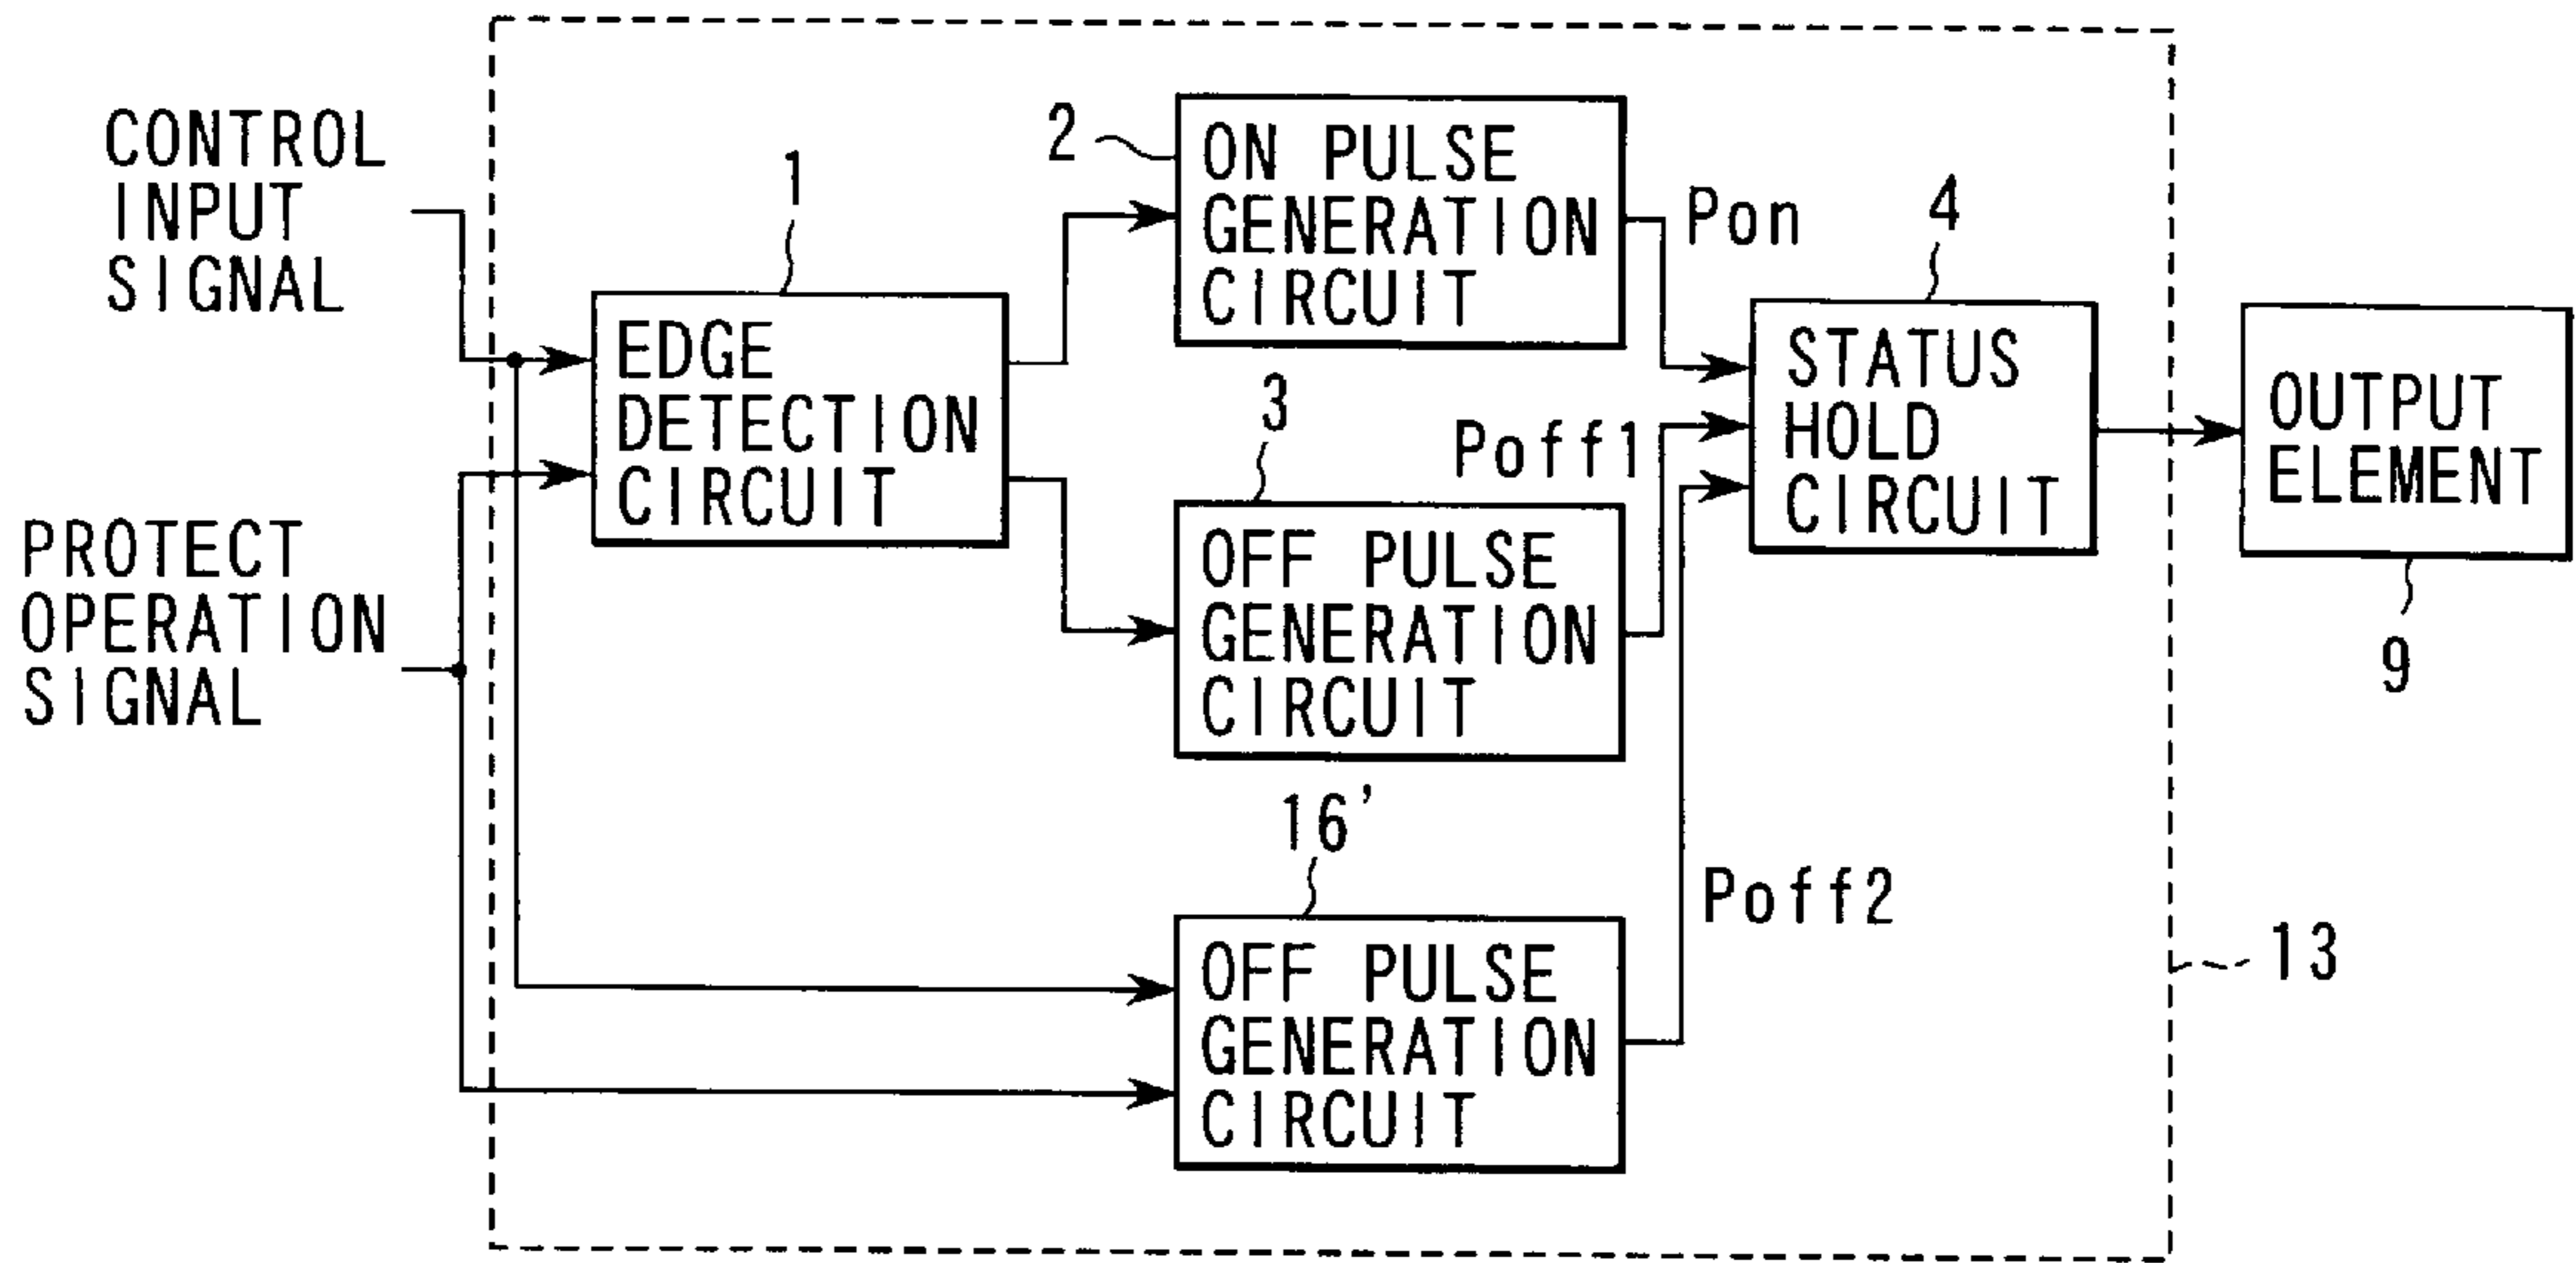 CONTROL
INPUT
SIGNAL
PROTECT
OPERATION
SIGNAL
1
EDGE
DETECTION
CIRCUIT
2
ON PULSE
GENERATION
CIRCUIT
Pon
3
OFF PULSE
GENERATION
CIRCUIT
Poff1
16'
OFF PULSE
GENERATION
CIRCUIT
Poff2
4
STATUS
HOLD
CIRCUIT
OUTPUT
ELEMENT
9
13